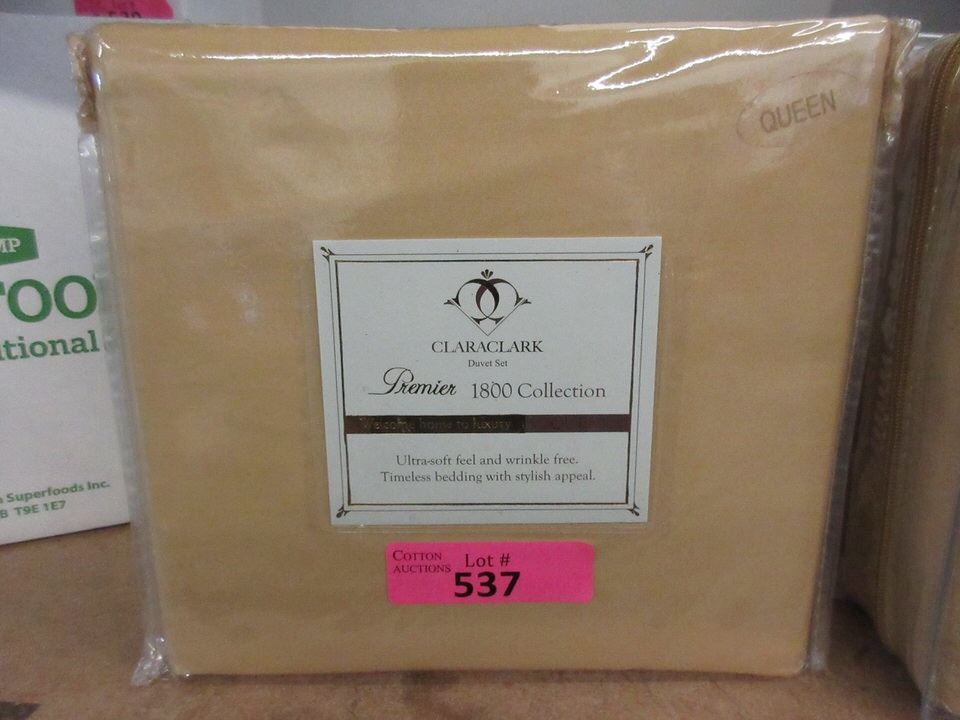 QUEEN
CLARACLARK
Duvet Set
Premier 1800 Collection
Welcome home to luxury
Ultra-soft feel and wrinkle free.
Timeless bedding with stylish appeal.
COTTON
AUCTIONS
Lot #
537
MP
TOO
tional
Superfoods Inc.
B T9E 1E7